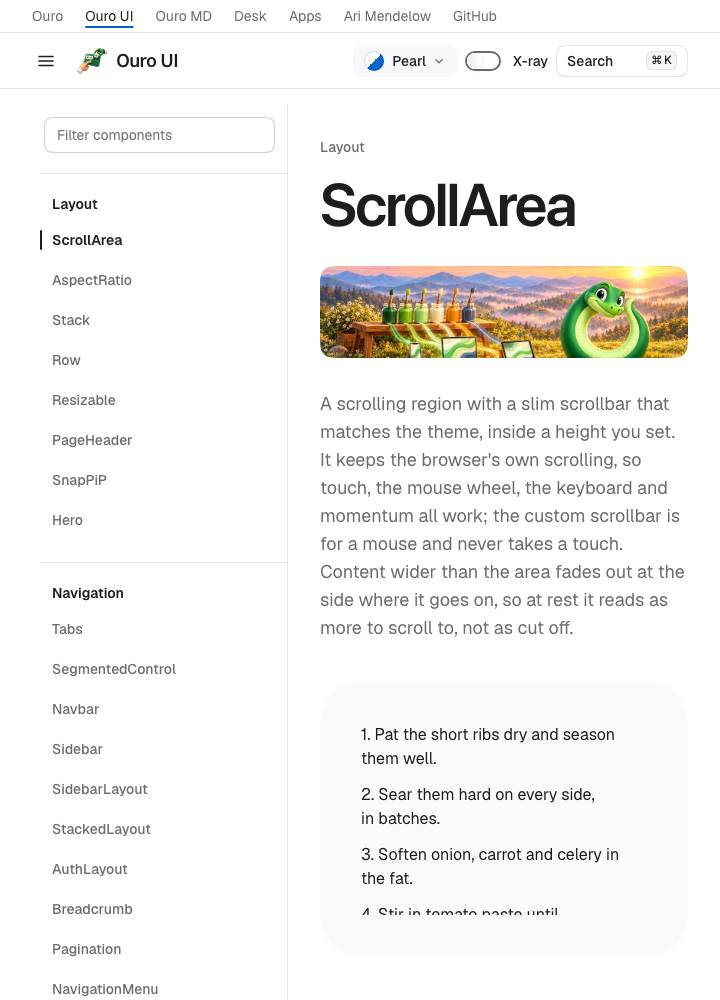 Ouro
Ouro UI
Ouro MD
Desk
Apps
Ari Mendelow
GitHub
Ouro UI
Pearl
X-ray
Search
⌘ K
Filter components
Layout
ScrollArea
AspectRatio
Stack
Row
Resizable
PageHeader
SnapPiP
Hero
Navigation
Tabs
SegmentedControl
Navbar
Sidebar
SidebarLayout
StackedLayout
AuthLayout
Breadcrumb
Pagination
NavigationMenu
Layout
ScrollArea
A scrolling region with a slim scrollbar that
matches the theme, inside a height you set.
It keeps the browser's own scrolling, so
touch, the mouse wheel, the keyboard and
momentum all work; the custom scrollbar is
for a mouse and never takes a touch.
Content wider than the area fades out at the
side where it goes on, so at rest it reads as
more to scroll to, not as cut off.
1. Pat the short ribs dry and season
them well.
2. Sear them hard on every side,
in batches.
3. Soften onion, carrot and celery in
the fat.
4. Stir in tomato paste until